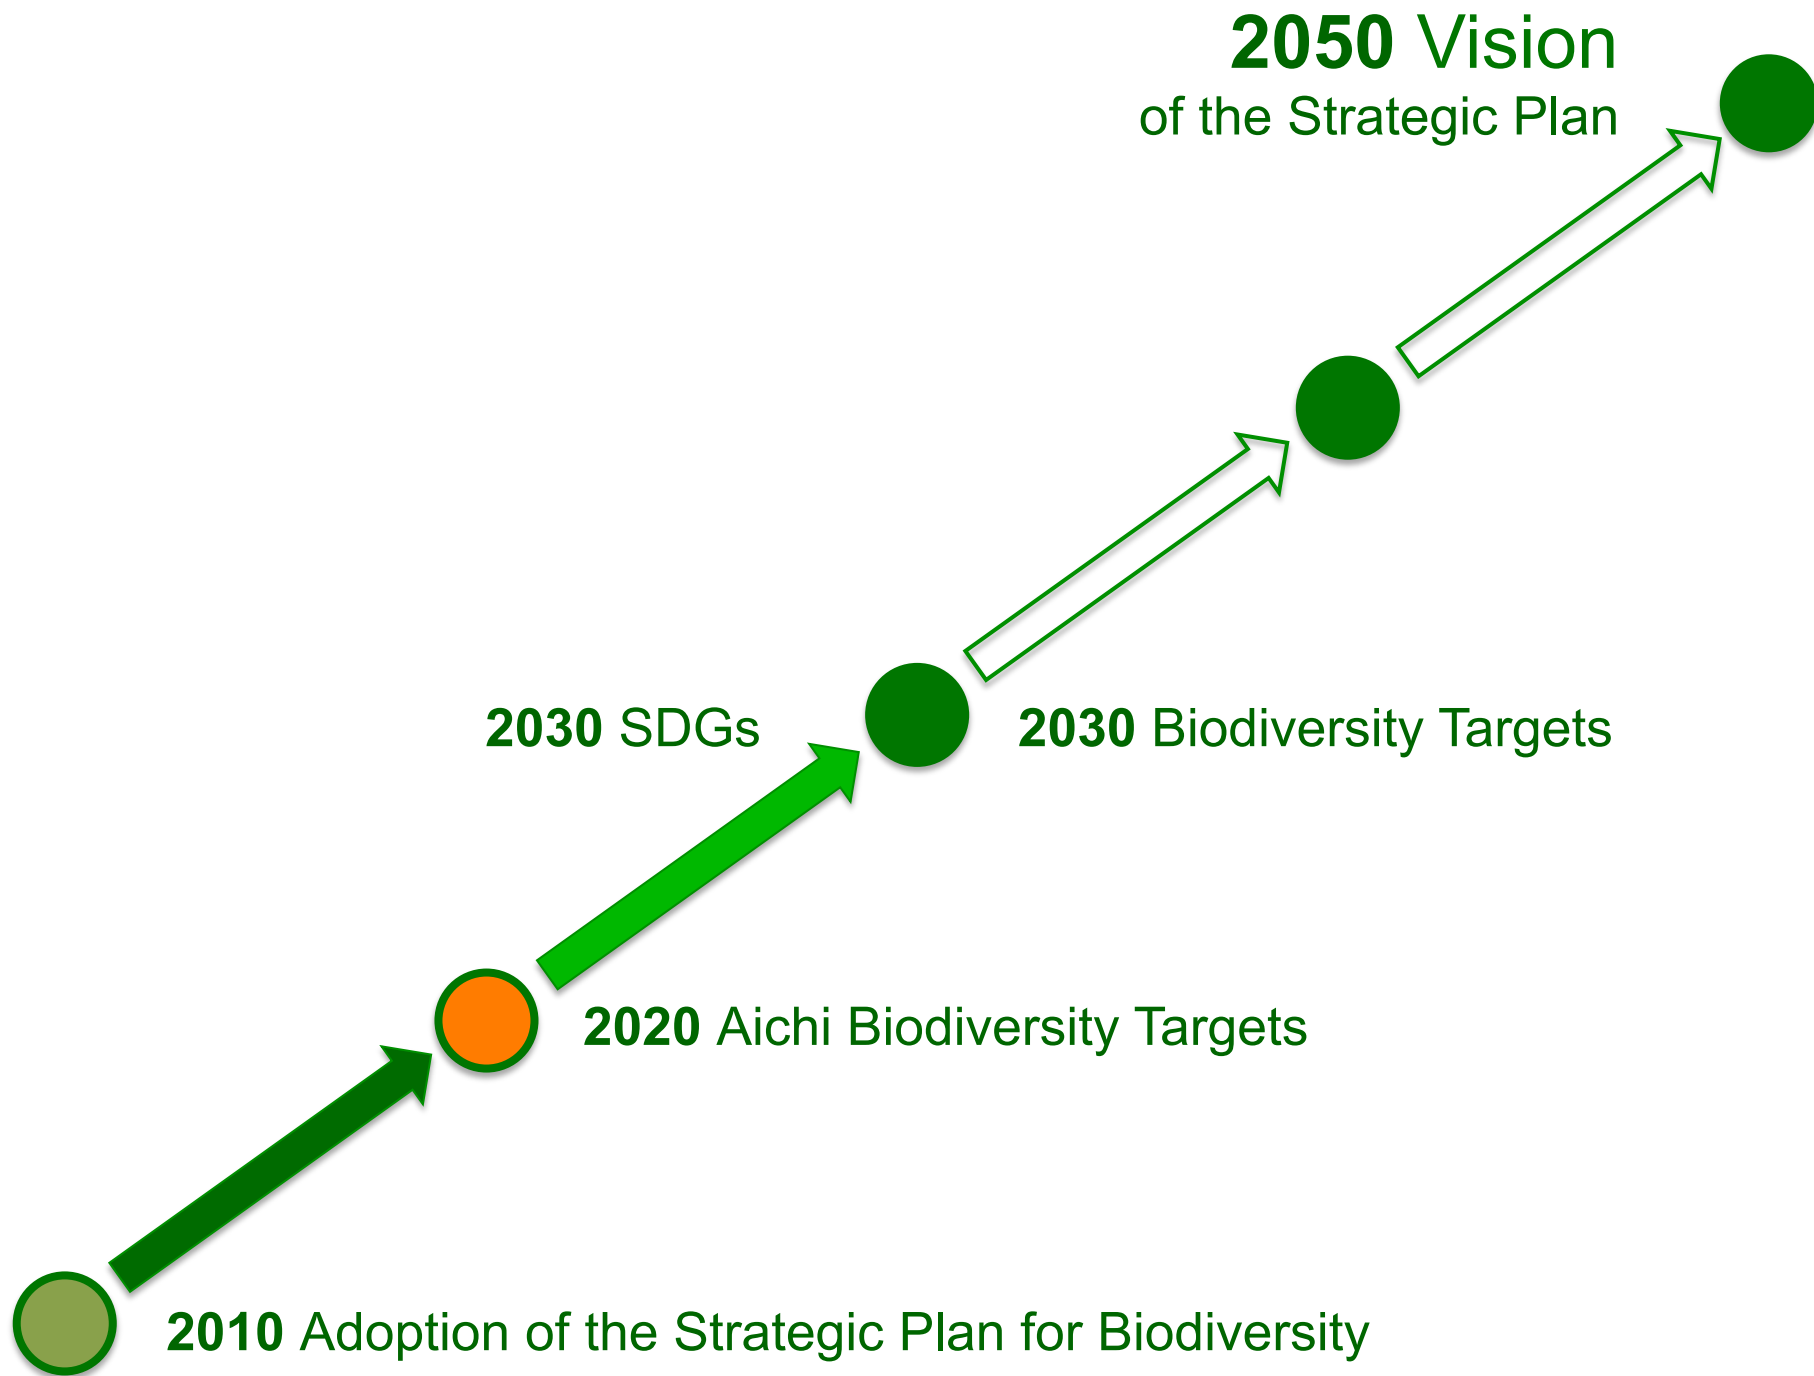 2050 Vision
of the Strategic Plan
2030 SDGs
2030 Biodiversity Targets
2020 Aichi Biodiversity Targets
2010 Adoption of the Strategic Plan for Biodiversity